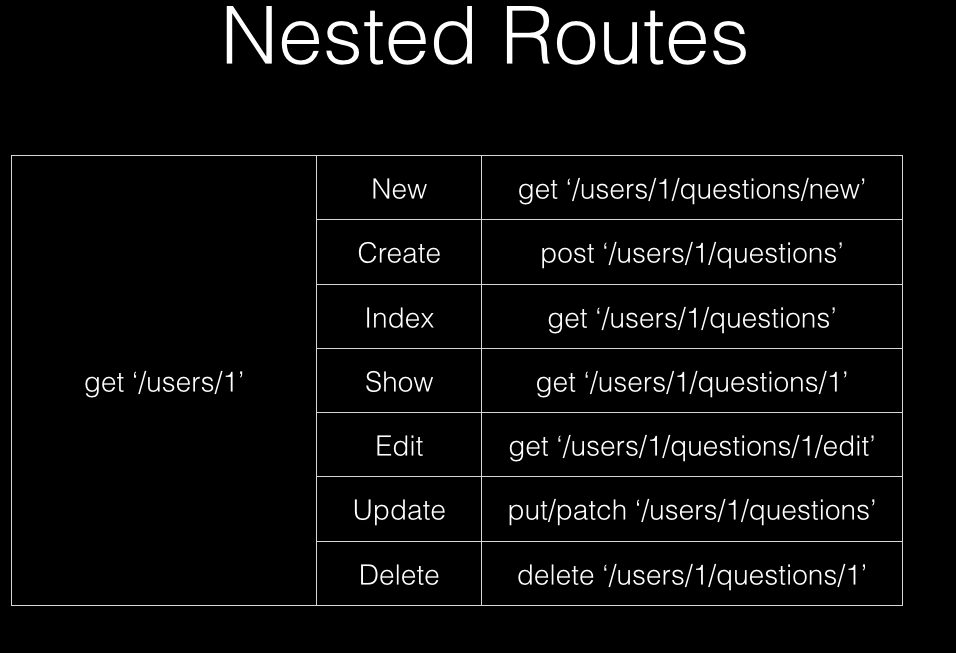 Nested Routes
get ‘/users/1’
New get ‘/users/1/questions/new’
Create post ‘/users/1/questions’
Index get ‘/users/1/questions’
Show get ‘/users/1/questions/1’
Edit get ‘/users/1/questions/1/edit’
Update put/patch ‘/users/1/questions’
Delete delete ‘/users/1/questions/1’